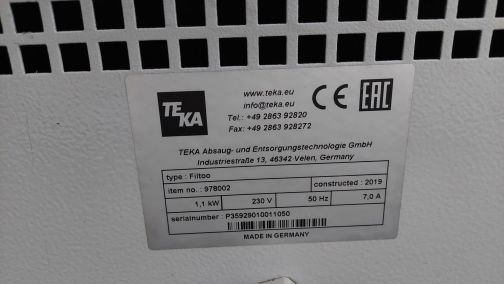 TEKA
www.teka.eu
info@teka.eu
Tel.: +49 2863 92820
Fax: +49 2863 928272
CE EAC
TEKA Absaug- und Entsorgungstechnologie GmbH
Industriestraße 13, 46342 Velen, Germany
type : Filtoo
item no. : 978002 constructed : 2019
1,1 kW 230 V 50 Hz 7,0 A
serialnumber : P35929010011050
MADE IN GERMANY